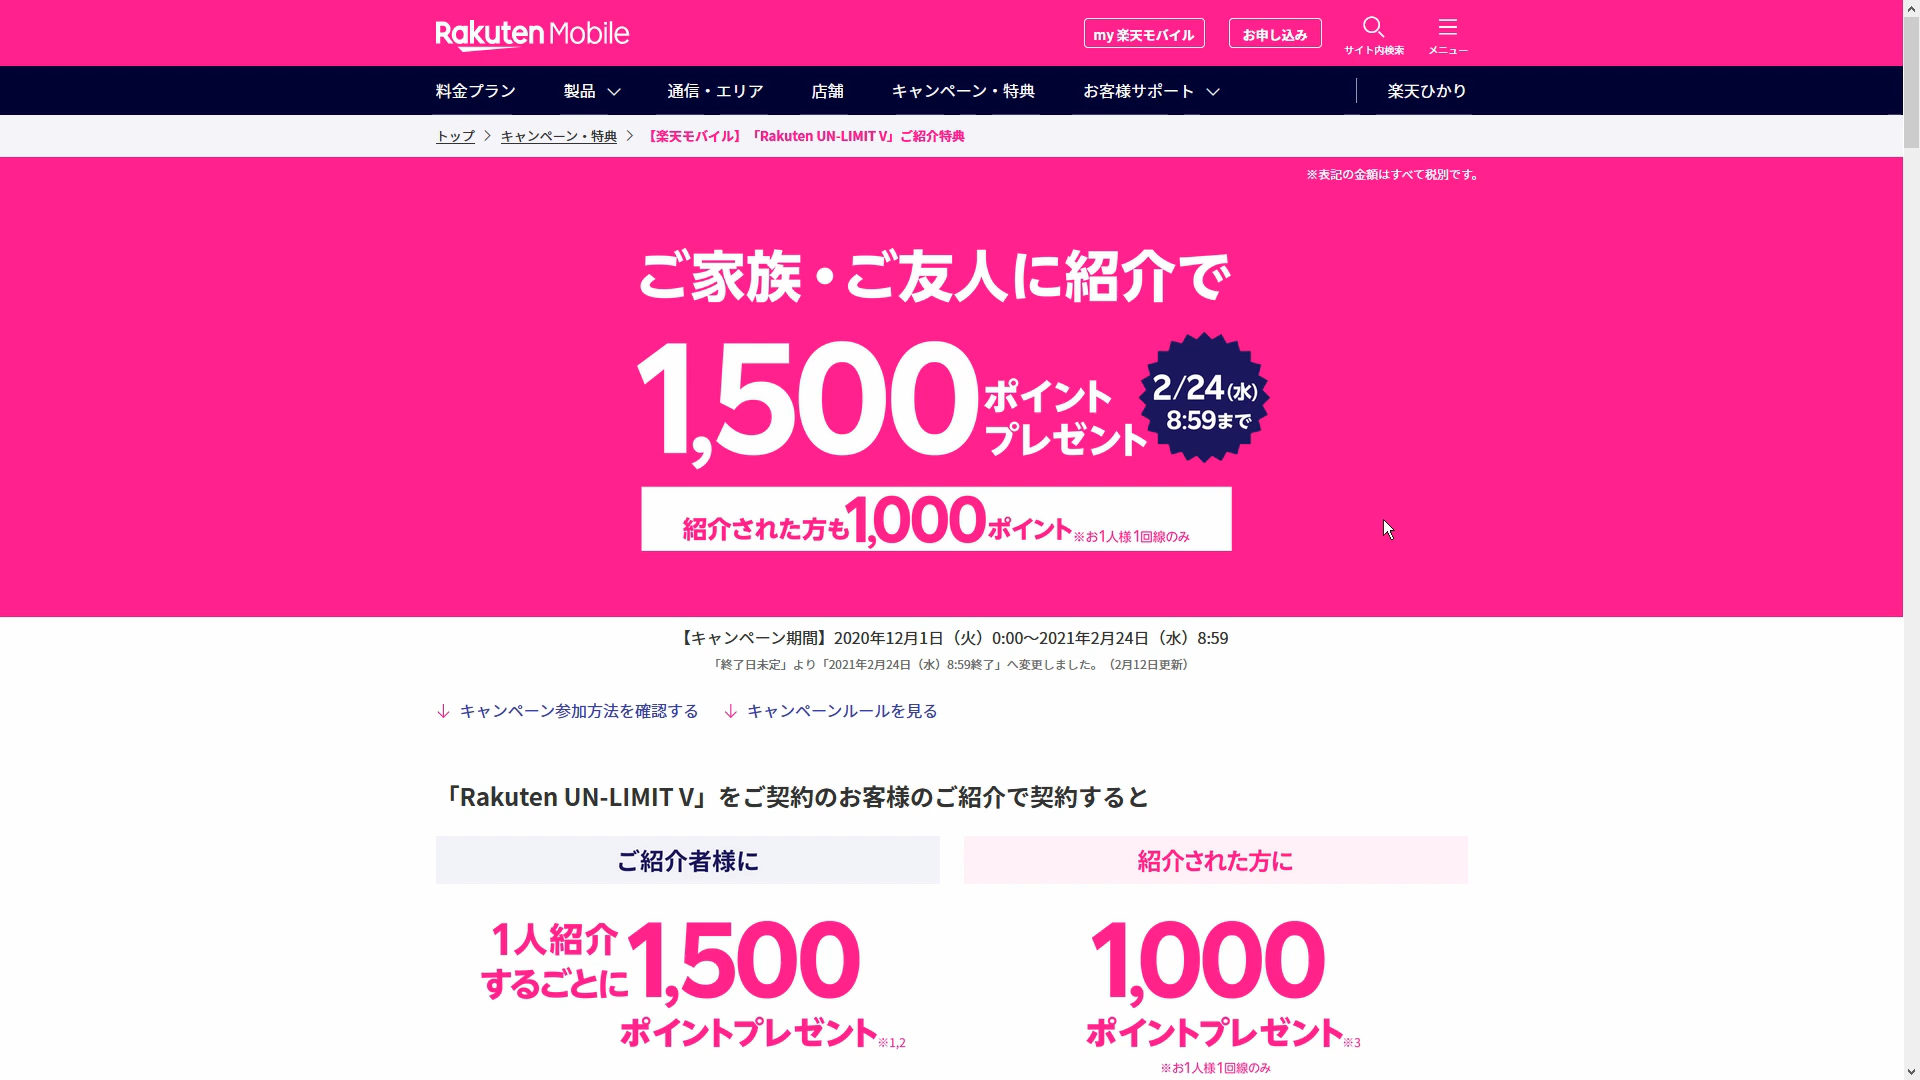 Rakuten Mobile
my 楽天モバイル
お申し込み
サイト内検索
メニュー
料金プラン
製品
通信・エリア
店舗
キャンペーン・特典
お客様サポート
楽天ひかり
トップ
キャンペーン・特典
【楽天モバイル】「Rakuten UN-LIMIT V」ご紹介特典
※表記の金額はすべて税別です。
ご家族・ご友人に紹介で
1,500ポイントプレゼント
2/24(水)
8:59まで
紹介された方も1,000ポイント※お1人様1回線のみ
【キャンペーン期間】2020年12月1日（火）0:00～2021年2月24日（水）8:59
「終了日未定」より「2021年2月24日（水）8:59終了」へ変更しました。（2月12日更新）
キャンペーン参加方法を確認する
キャンペーンルールを見る
「Rakuten UN-LIMIT V」をご契約のお客様のご紹介で契約すると
ご紹介者様に
1人紹介
するごとに1,500
ポイントプレゼント※1,2
紹介された方に
1,000
ポイントプレゼント※3
※お1人様1回線のみ